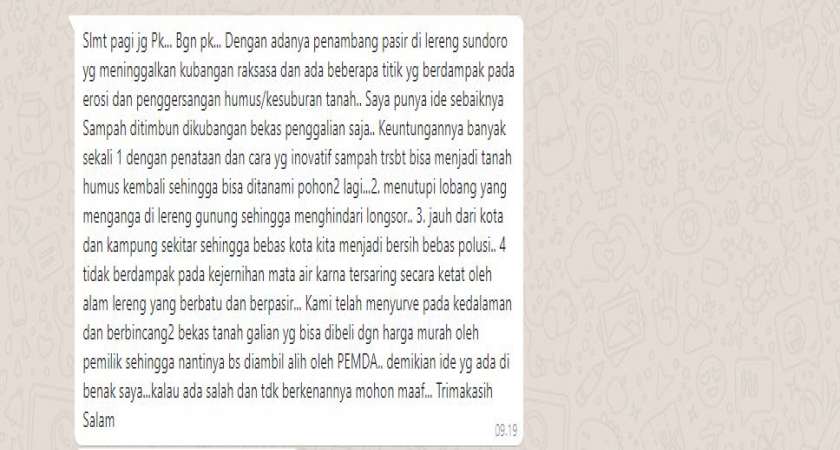 Slmt pagi jg Pk... Bgn pk... Dengan adanya penambang pasir di lereng sundoro
yg meninggalkan kubangan raksasa dan ada beberapa titik yg berdampak pada
erosi dan penggersangan humus/kesuburan tanah.. Saya punya ide sebaiknya
Sampah ditimbun dikubangan bekas penggalian saja.. Keuntungannya banyak
sekali 1 dengan penataan dan cara yg inovatif sampah trsbt bisa menjadi tanah
humus kembali sehingga bisa ditanami pohon2 lagi...2. menutupi lobang yang
menganga di lereng gunung sehingga menghindari longsor.. 3. jauh dari kota
dan kampung sekitar sehingga bebas kota kita menjadi bersih bebas polusi.. 4
tidak berdampak pada kejernihan mata air karna tersaring secara ketat oleh
alam lereng yg berbatu dan berpasir... Kami telah menyurve pada kedalaman
dan berbincang2 bekas tanah galian yg bisa dibeli dgn harga murah oleh
pemilik sehingga nantinya bs diambil alih oleh PEMDA.. demikian ide yg ada di
benak saya...kalau ada salah dan tdk berkenannya mohon maaf... Trimakasih
Salam
09.19